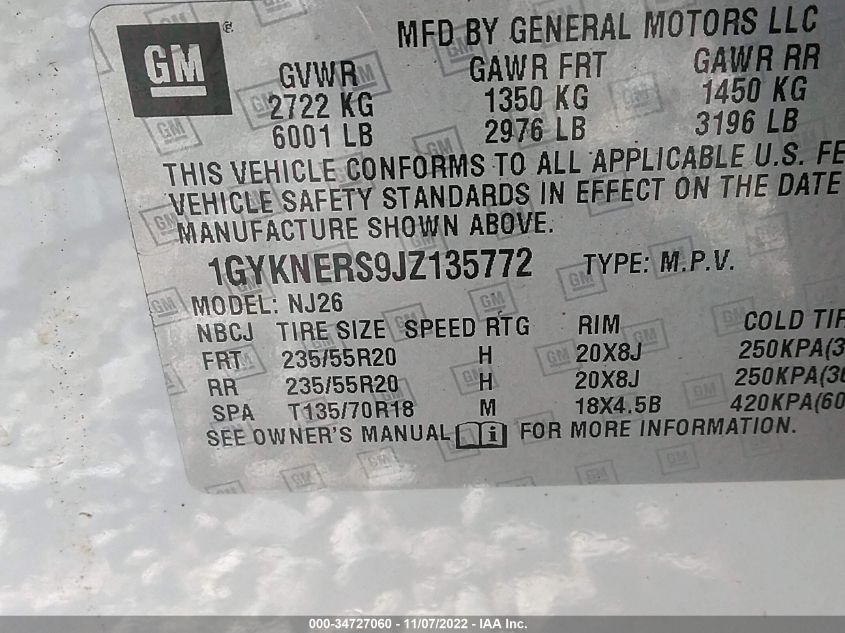 GM
MFD BY GENERAL MOTORS LLC
GVWR GAWR FRT GAWR RR
2722 KG 1350 KG 1450 KG
6001 LB 2976 LB 3196 LB
THIS VEHICLE CONFORMS TO ALL APPLICABLE U.S. FE
VEHICLE SAFETY STANDARDS IN EFFECT ON THE DATE
MANUFACTURE SHOWN ABOVE.
1GYKNERS9JZ135772 TYPE: M.P.V.
MODEL: NJ26
NBCJ TIRE SIZE SPEED RTG RIM COLD TIR
FRT 235/55R20 H 20X8J 250KPA(3
RR 235/55R20 H 20X8J 250KPA(36
SPA T135/70R18 M 18X4.5B 420KPA(60
SEE OWNER'S MANUAL i FOR MORE INFORMATION.
000-34727060 - 11/07/2022 - IAA Inc.